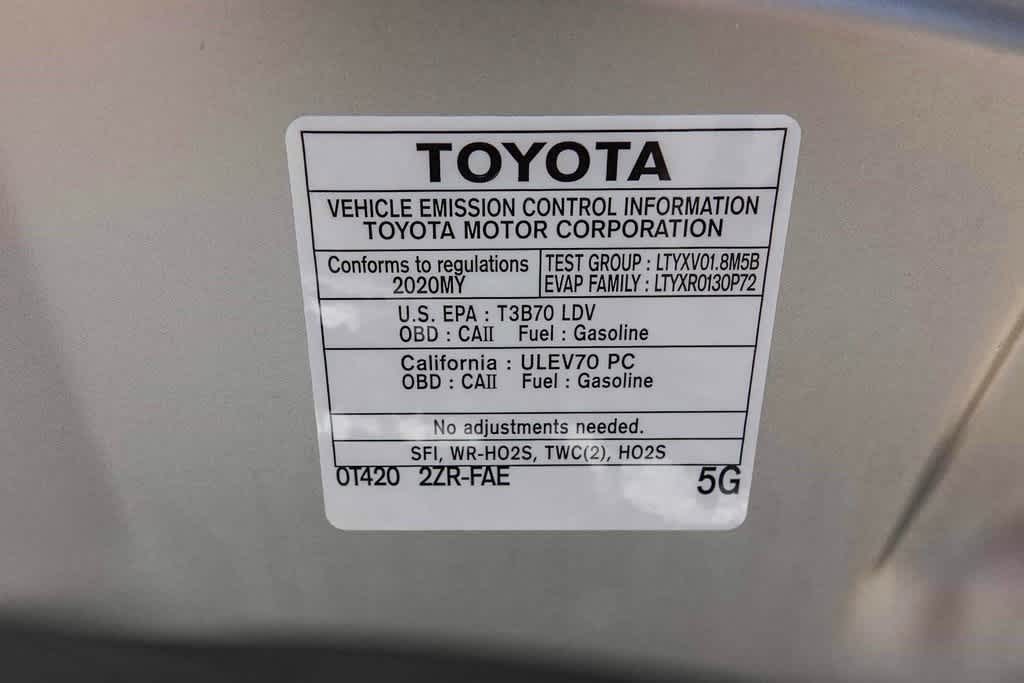 TOYOTA
VEHICLE EMISSION CONTROL INFORMATION
TOYOTA MOTOR CORPORATION
Conforms to regulations
2020MY
TEST GROUP : LTYXV01.8M5B
EVAP FAMILY : LTYXR0130P72
U.S. EPA : T3B70 LDV
OBD : CAII Fuel : Gasoline
California : ULEV70 PC
OBD : CAII Fuel : Gasoline
No adjustments needed.
SFI, WR-HO2S, TWC(2), HO2S
0T420 2ZR-FAE 5G